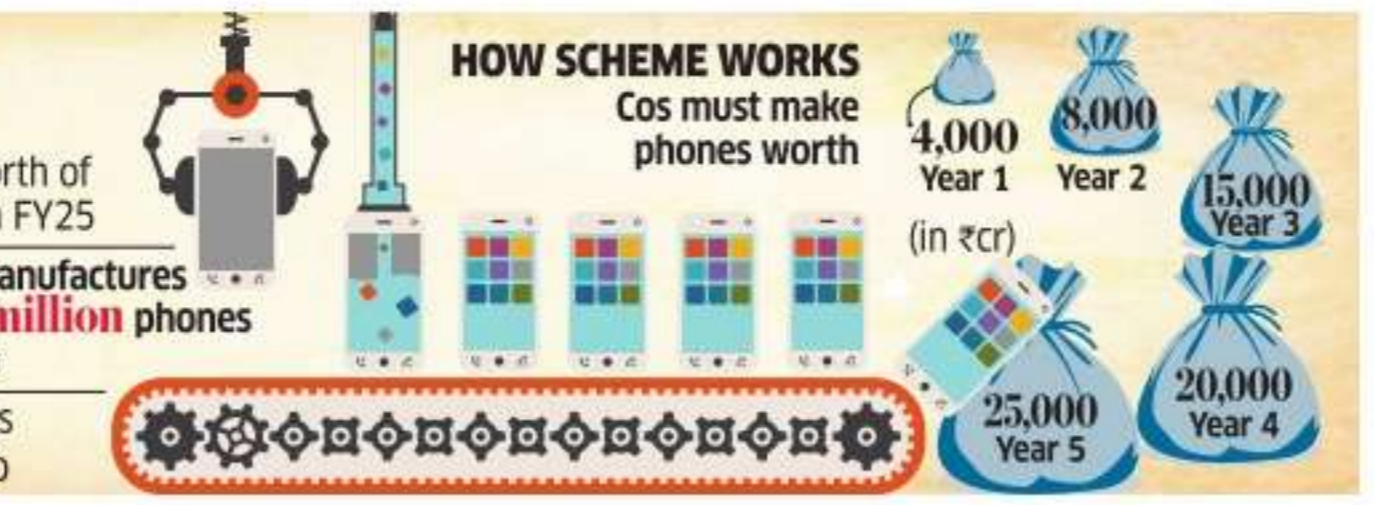 HOW SCHEME WORKS
Cos must make
phones worth
4,000
Year 1
8,000
Year 2
15,000
Year 3
(in ₹cr)
20,000
Year 4
25,000
Year 5
rth of
FY25
anufactures
million phones